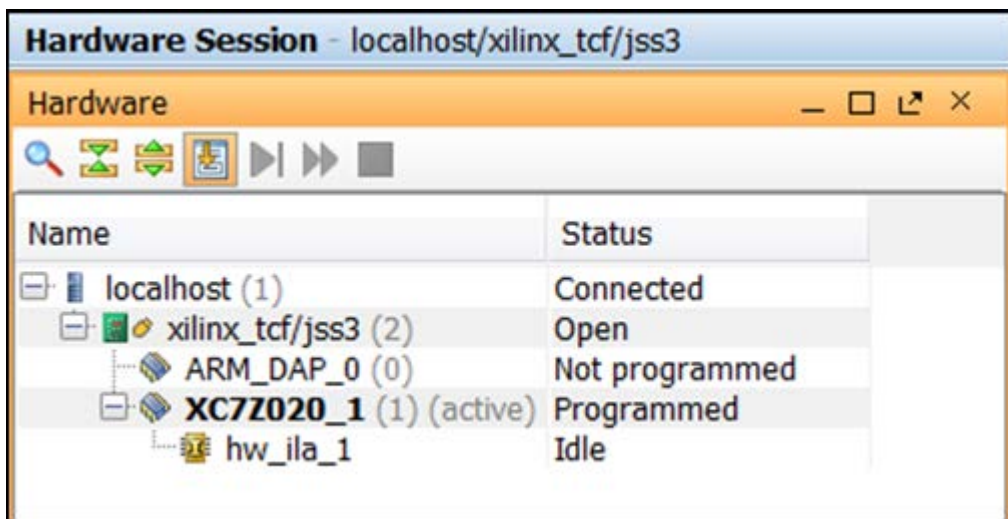 Hardware Session - localhost/xilinx_tcf/jss3
Hardware
Name Status
localhost (1) Connected
xilinx_tcf/jss3 (2) Open
ARM_DAP_0 (0) Not programmed
XC7Z020_1 (1) (active) Programmed
hw_ila_1 Idle